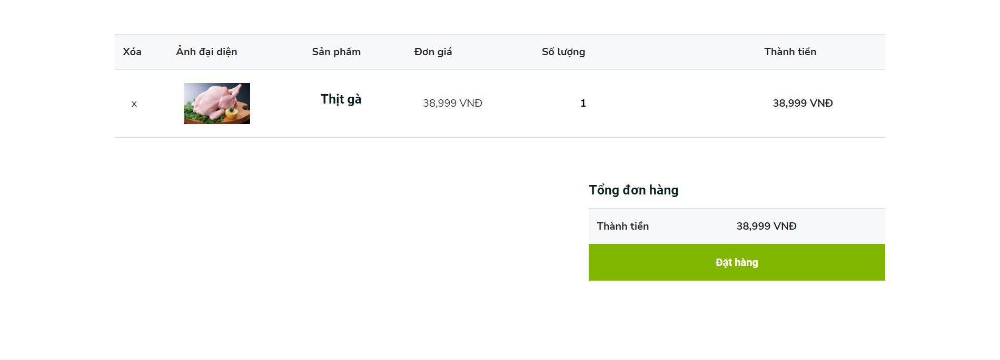 Xóa Ảnh đại diện Sản phẩm Đơn giá Số lượng Thành tiền
x Thịt gà 38,999 VNĐ 1 38,999 VNĐ
Tổng đơn hàng
Thành tiền 38,999 VNĐ
Đặt hàng